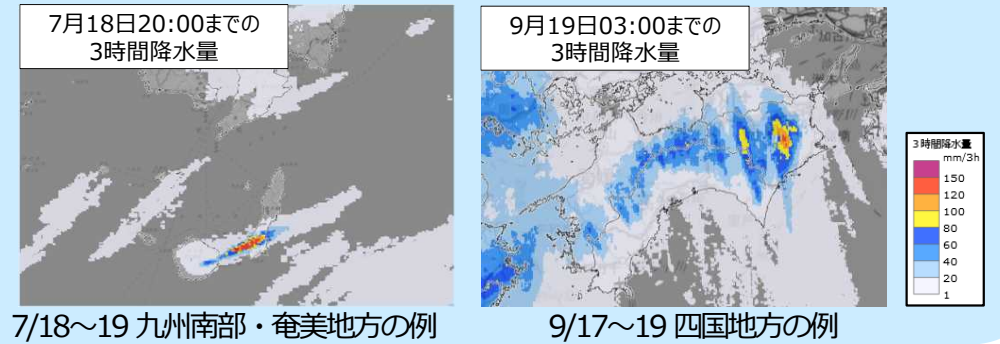 7月18日20:00までの
3時間降水量
9月19日03:00までの
3時間降水量
3時間降水量
mm/3h
150
120
100
80
60
40
20
1
7/18～19 九州南部・奄美地方の例
9/17～19 四国地方の例